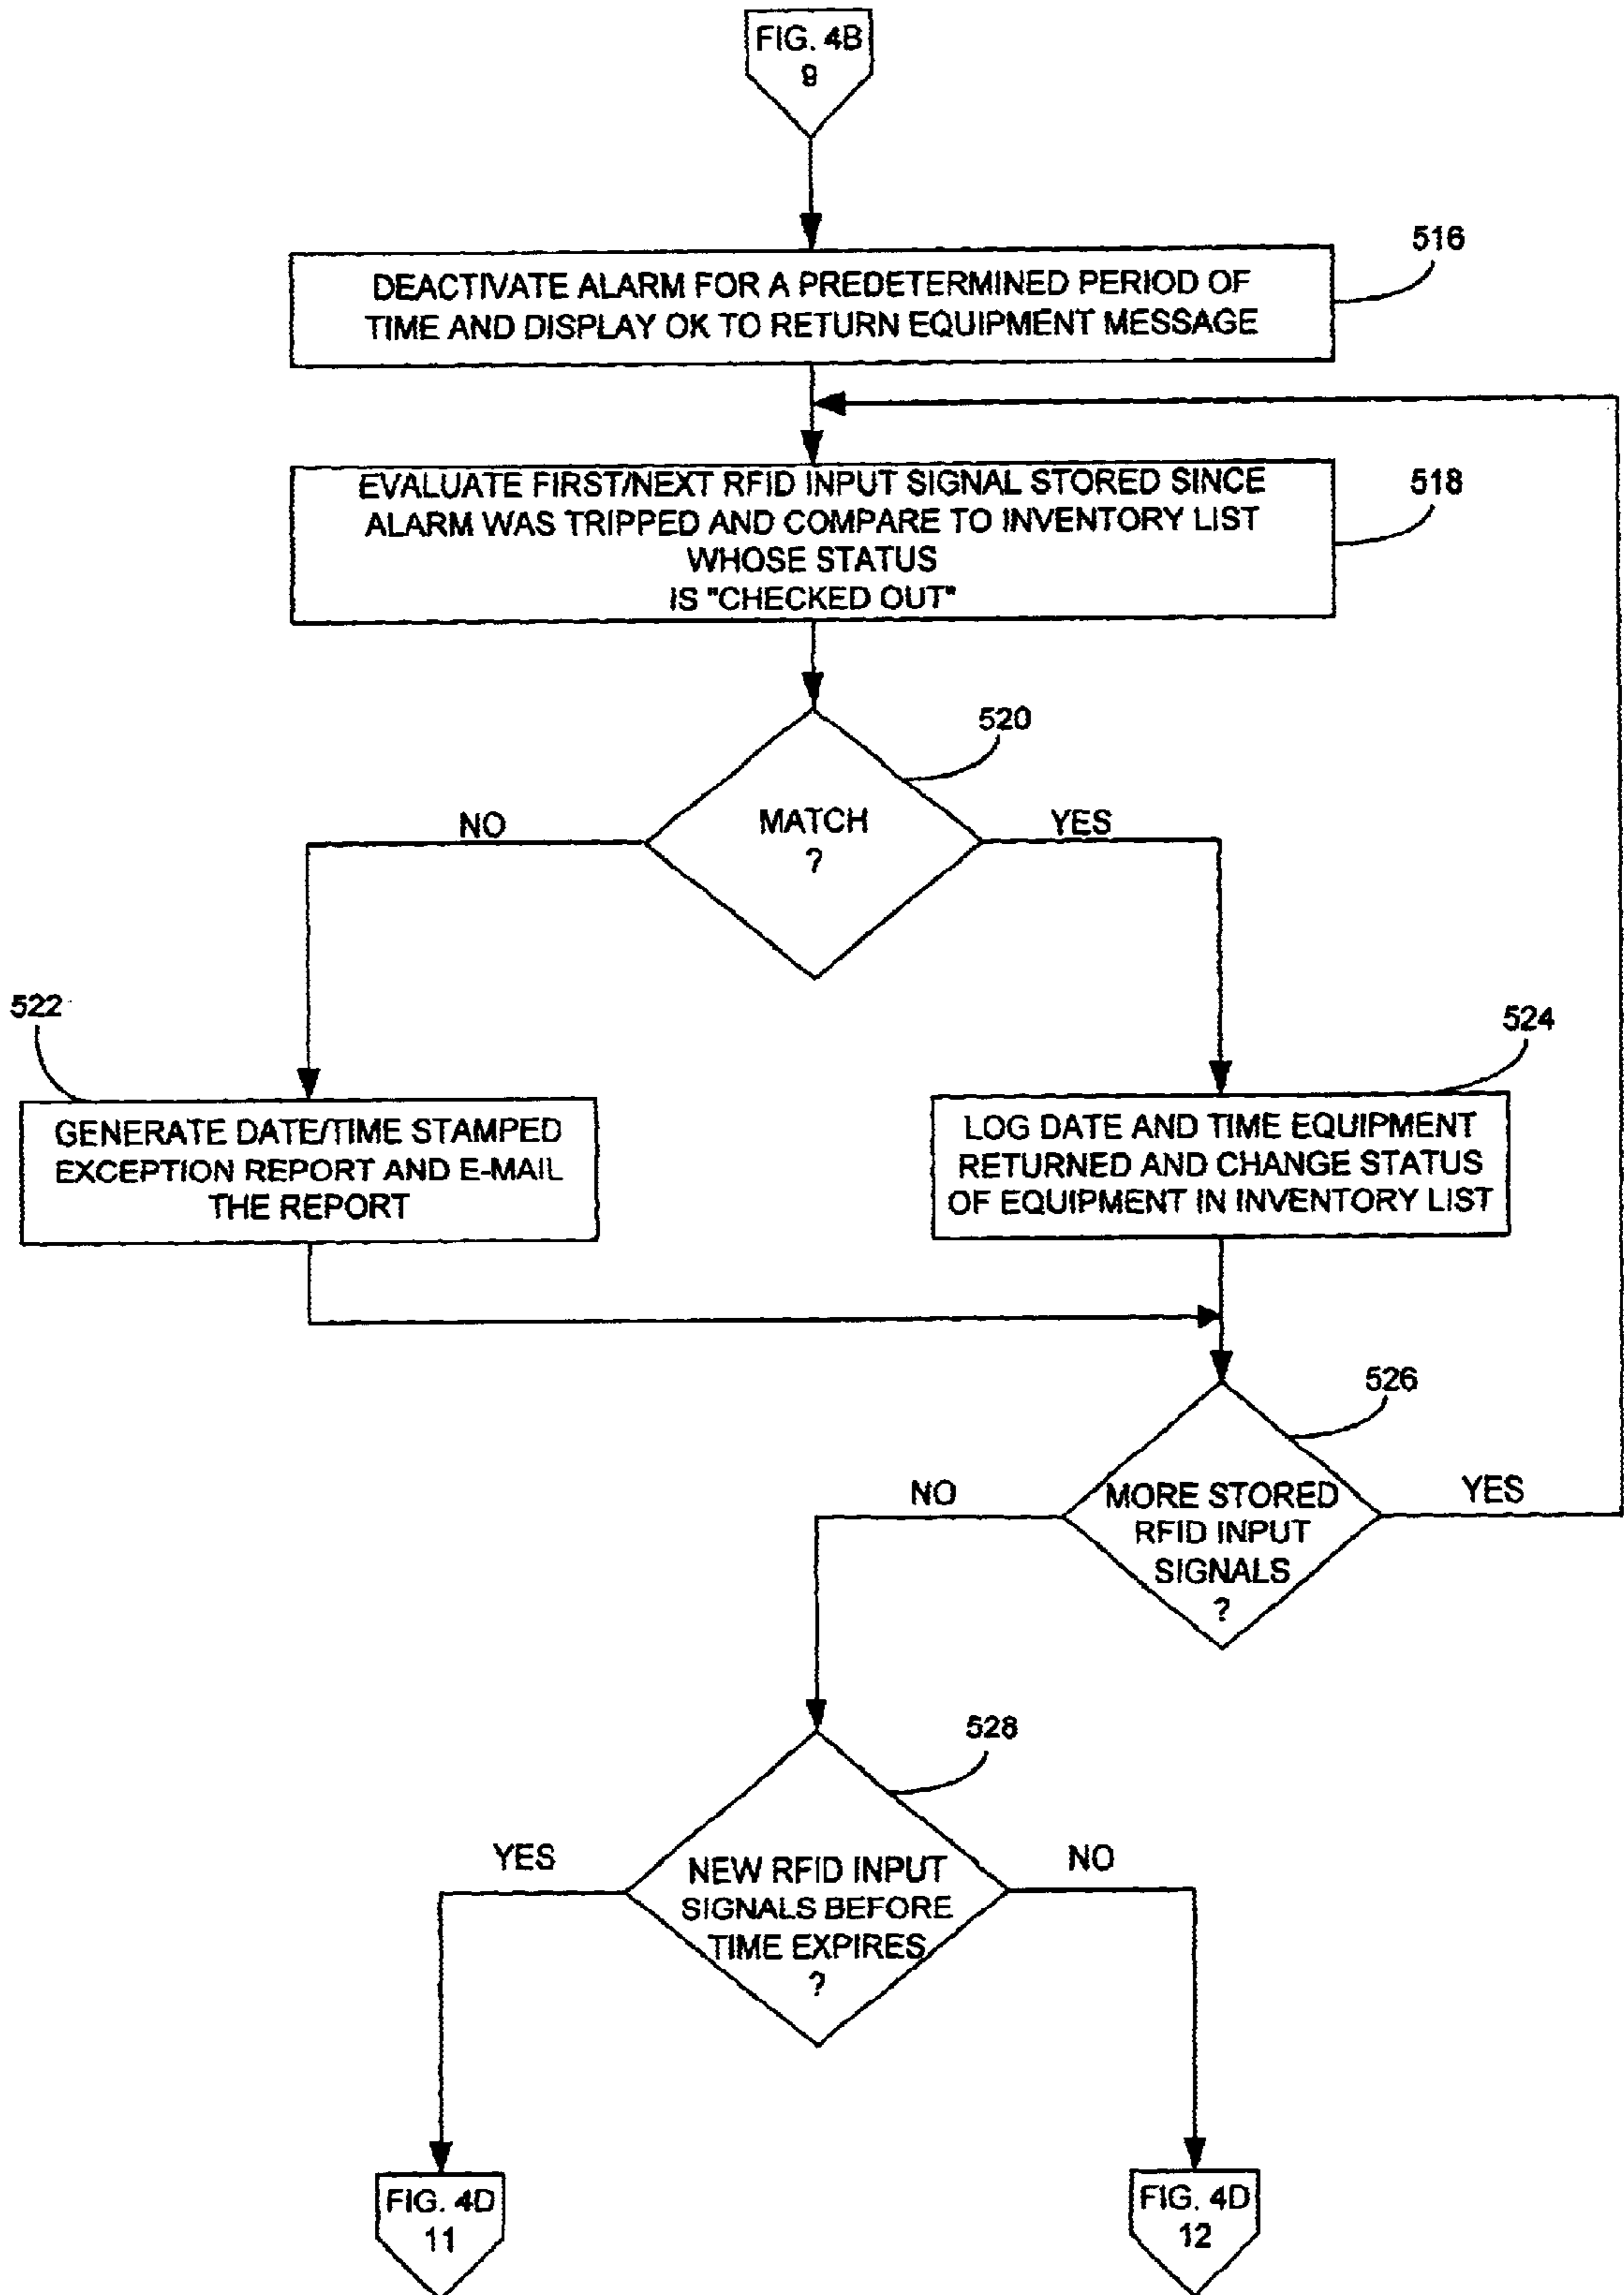 FIG. 4B
9
516
DEACTIVATE ALARM FOR A PREDETERMINED PERIOD OF
TIME AND DISPLAY OK TO RETURN EQUIPMENT MESSAGE
518
EVALUATE FIRST/NEXT RFID INPUT SIGNAL STORED SINCE
ALARM WAS TRIPPED AND COMPARE TO INVENTORY LIST
WHOSE STATUS
IS "CHECKED OUT"
520
NO
MATCH
?
YES
522
GENERATE DATE/TIME STAMPED
EXCEPTION REPORT AND E-MAIL
THE REPORT
524
LOG DATE AND TIME EQUIPMENT
RETURNED AND CHANGE STATUS
OF EQUIPMENT IN INVENTORY LIST
526
NO
MORE STORED
RFID INPUT
SIGNALS
?
YES
528
YES
NEW RFID INPUT
SIGNALS BEFORE
TIME EXPIRES
?
NO
FIG. 4D
11
FIG. 4D
12